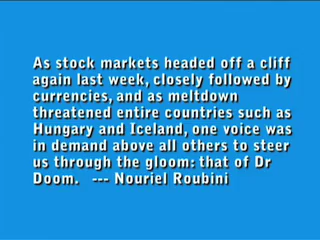 As stock markets headed off a cliff
again last week, closely followed by
currencies, and as meltdown
threatened entire countries such as
Hungary and Iceland, one voice was
in demand above all others to steer
us through the gloom: that of Dr
Doom.   --- Nouriel Roubini